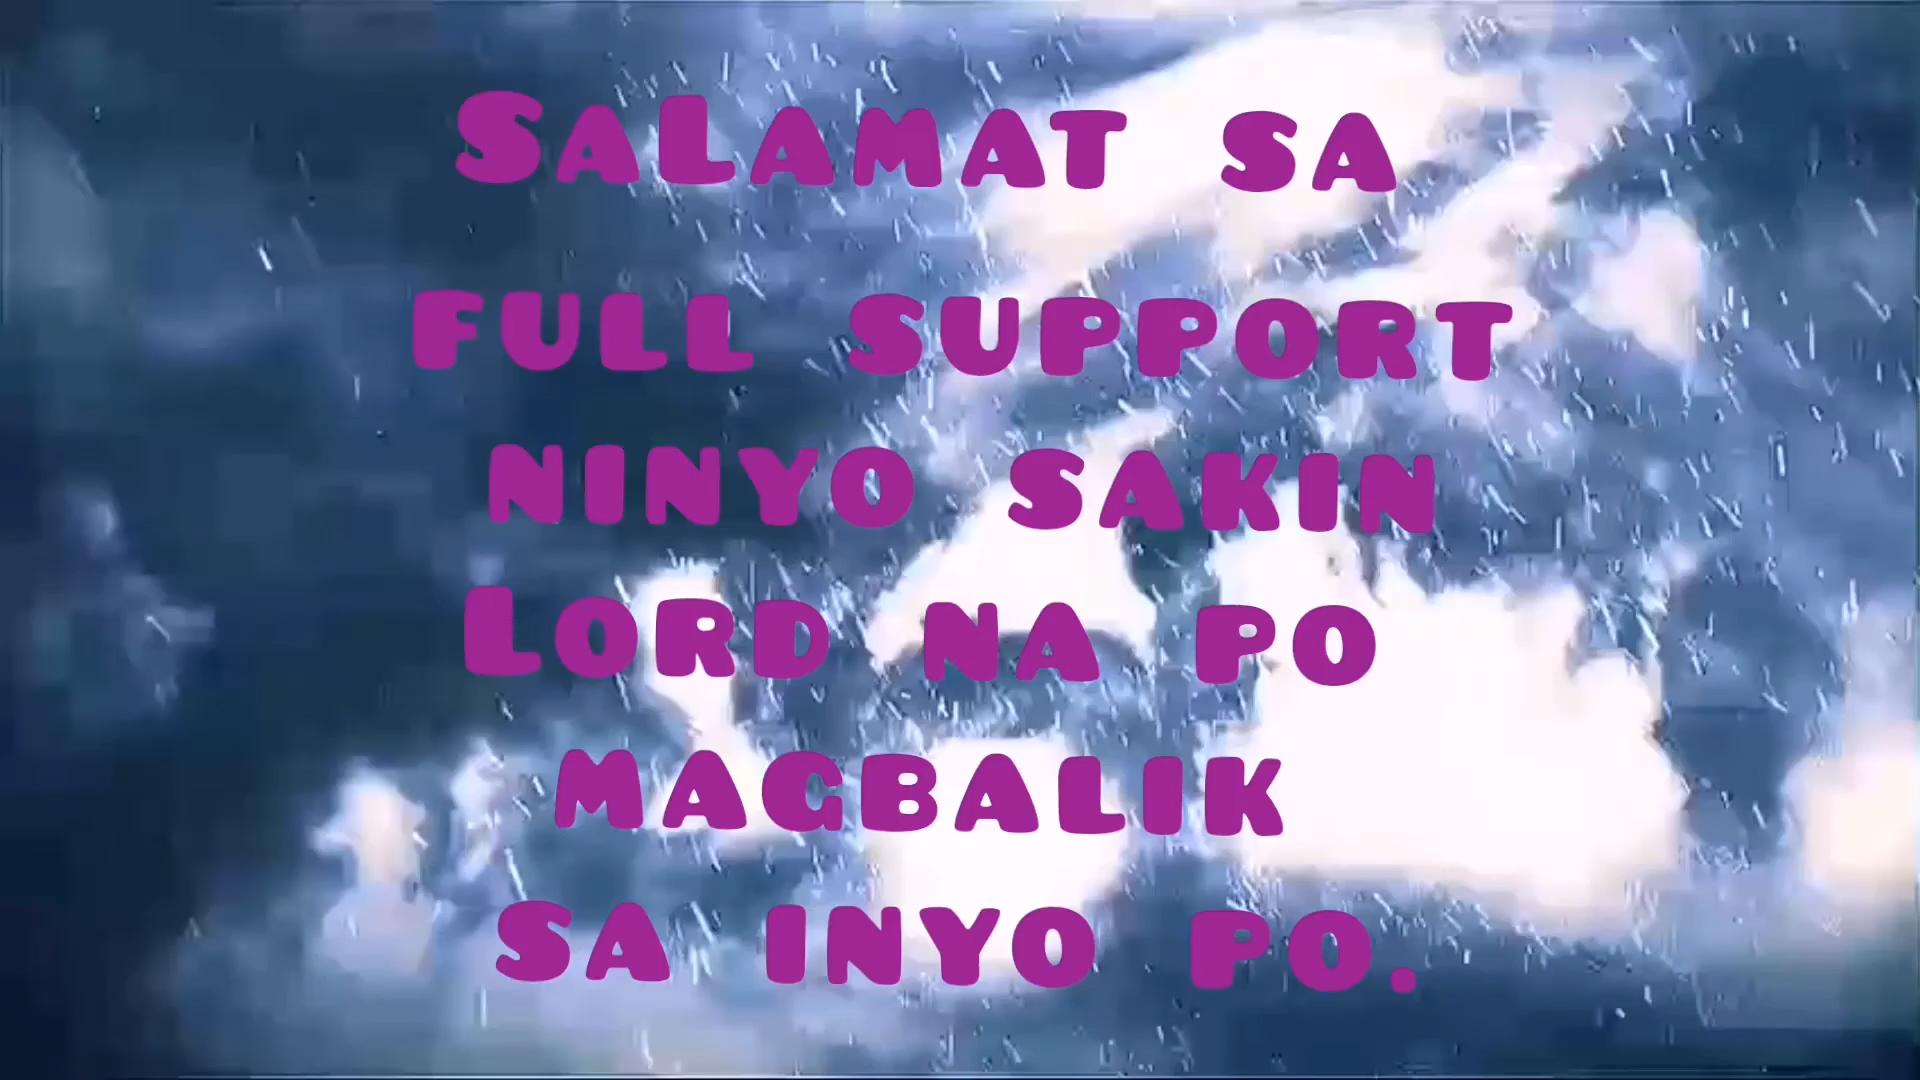 SaLamat sa
full support
ninyo sakin
Lord na po
magbalik
sa inyo po.